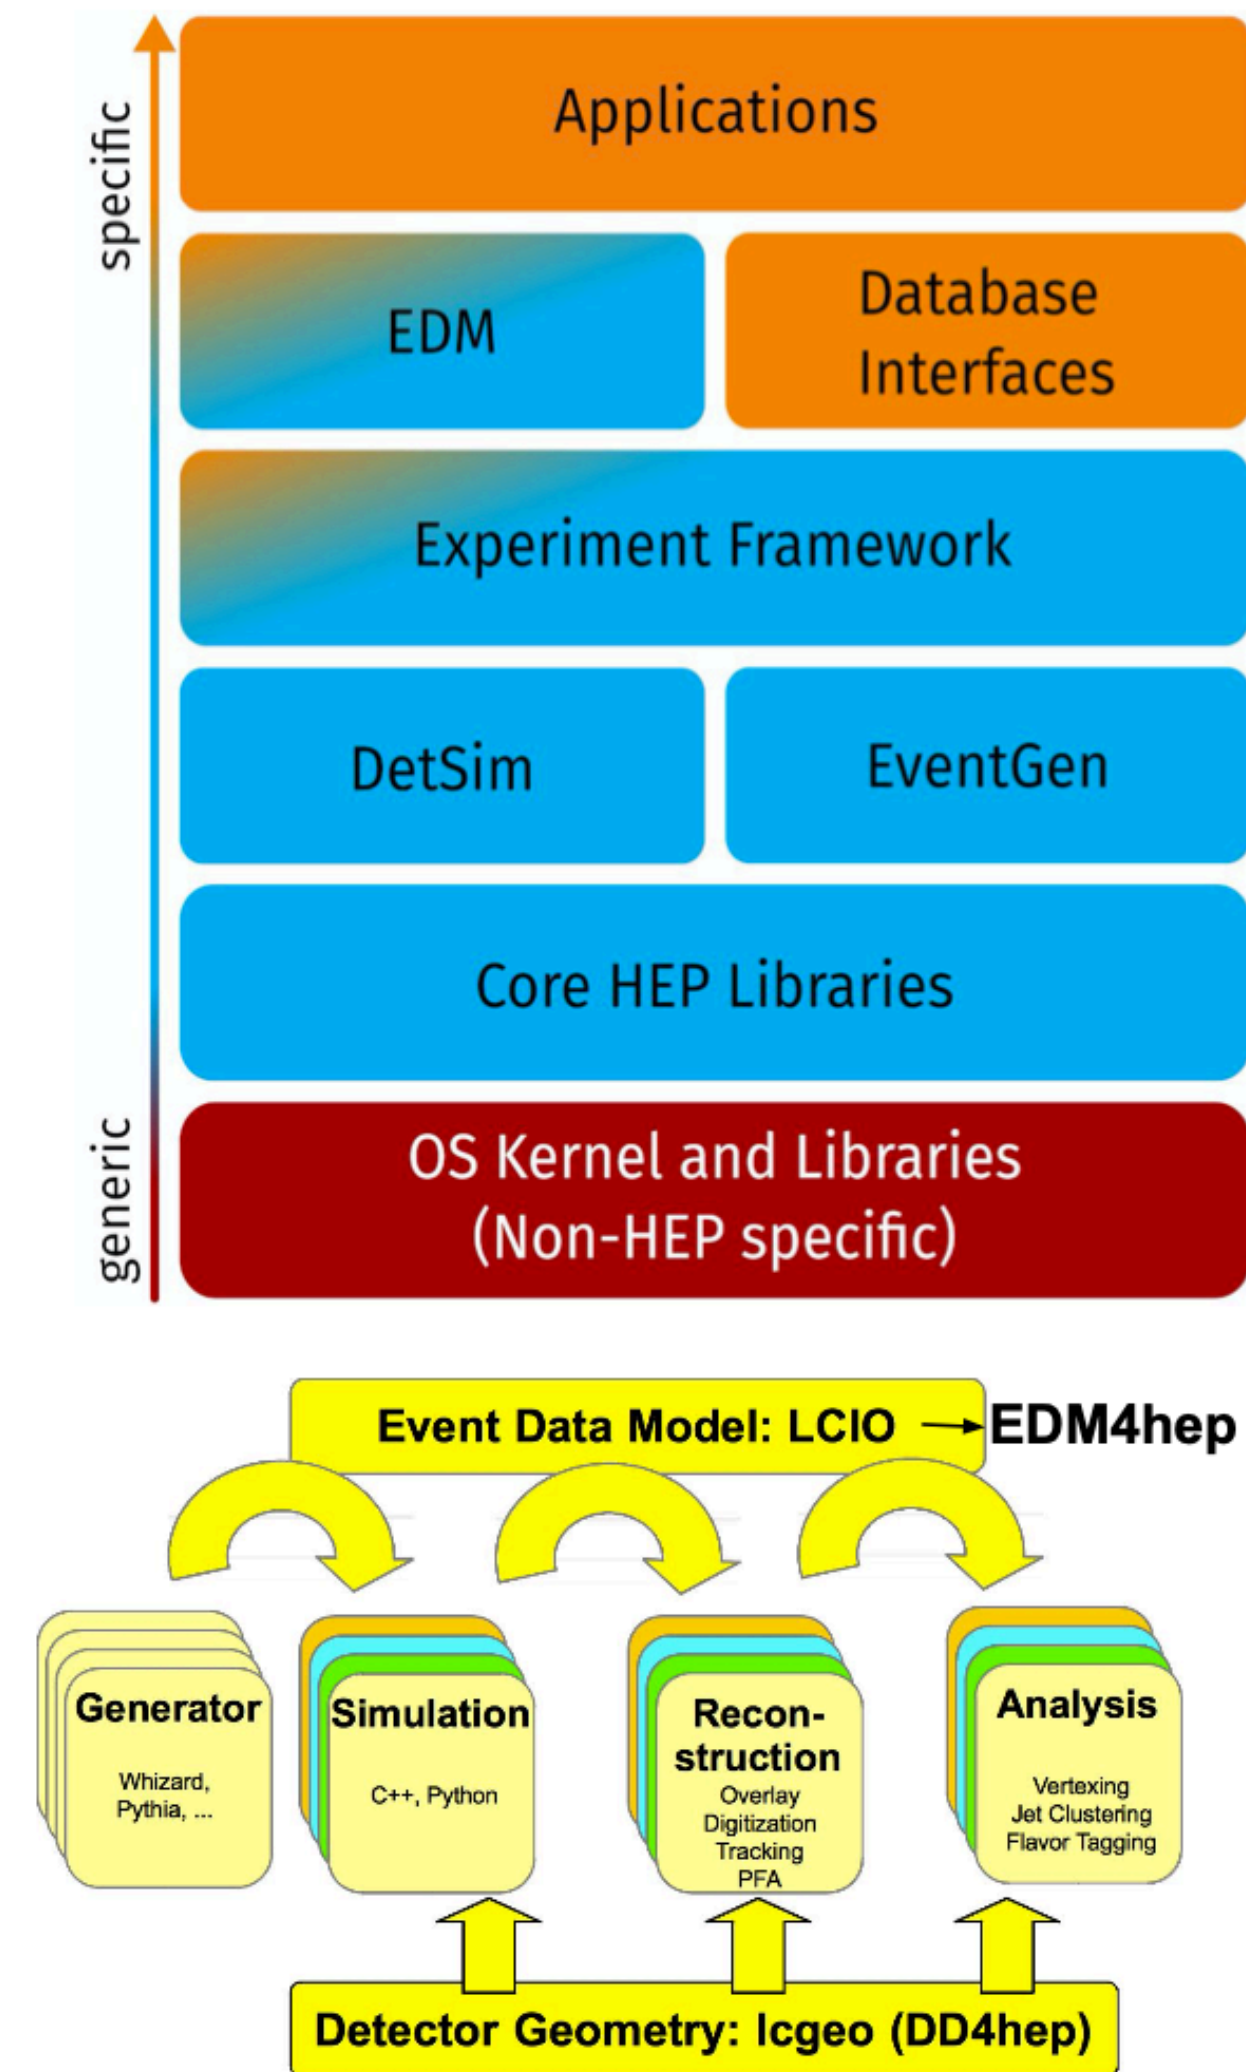 specific
Applications
EDM
Database
Interfaces
Experiment Framework
DetSim
EventGen
Core HEP Libraries
generic
OS Kernel and Libraries
(Non-HEP specific)
Event Data Model: LCIO
EDM4hep
Generator
Whizard,
Pythia, ...
Simulation
C++, Python
Recon-
struction
Overlay
Digitization
Tracking
PFA
Analysis
Vertexing
Jet Clustering
Flavor Tagging
Detector Geometry: lcgeo (DD4hep)